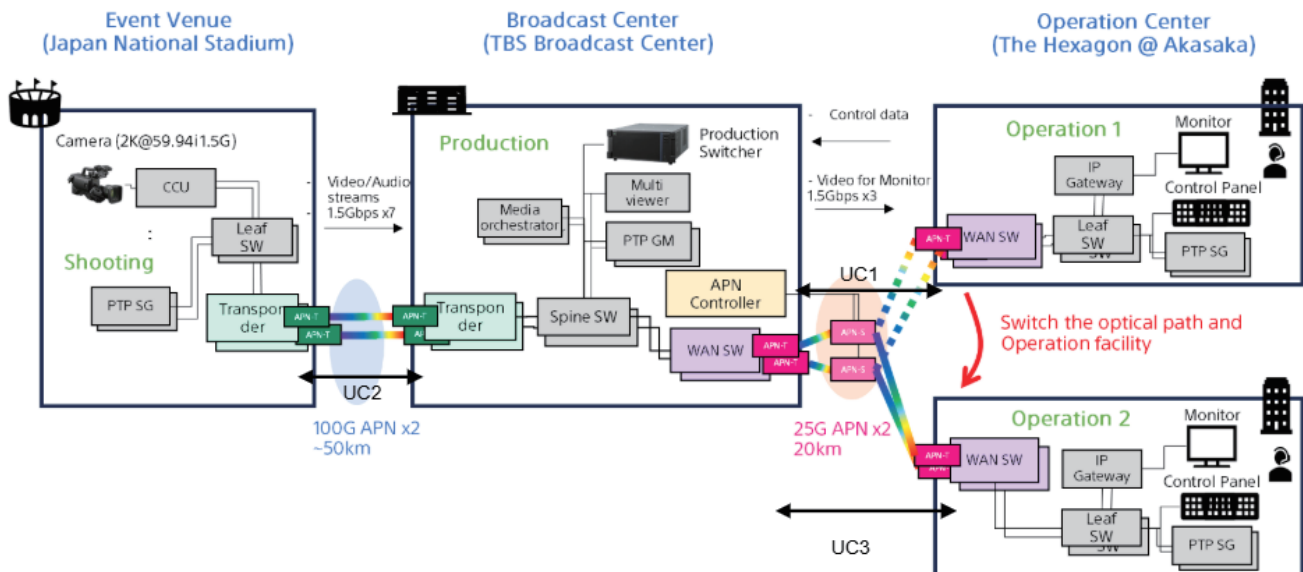 Event Venue
(Japan National Stadium)
Broadcast Center
(TBS Broadcast Center)
Operation Center
(The Hexagon @ Akasaka)
Camera (2K@59.94i1.5G)
CCU
:
Leaf
SW
Shooting
PTP SG
Transpon
der
APN-T
APN-T
- Video/Audio
streams
- 1.5Gbps x7
UC2
100G APN x2
~50km
Production
Production
Switcher
Multi
viewer
Media
orchestrator
PTP GM
APN
Controller
APN-T
Transpon
der
Spine SW
WAN SW
APN-T
APN-T
- Control data
- Video for Monitor
1.5Gbps x3
UC1
APN-S
APN-S
25G APN x2
20km
UC3
Operation 1
Monitor
IP
Gateway
Control Panel
APN-T
WAN SW
Leaf
SW
SW
PTP SG
Switch the optical path and
Operation facility
Operation 2
Monitor
IP
Gateway
Control Panel
APN-T
WAN SW
Leaf
SW
SW
PTP SG